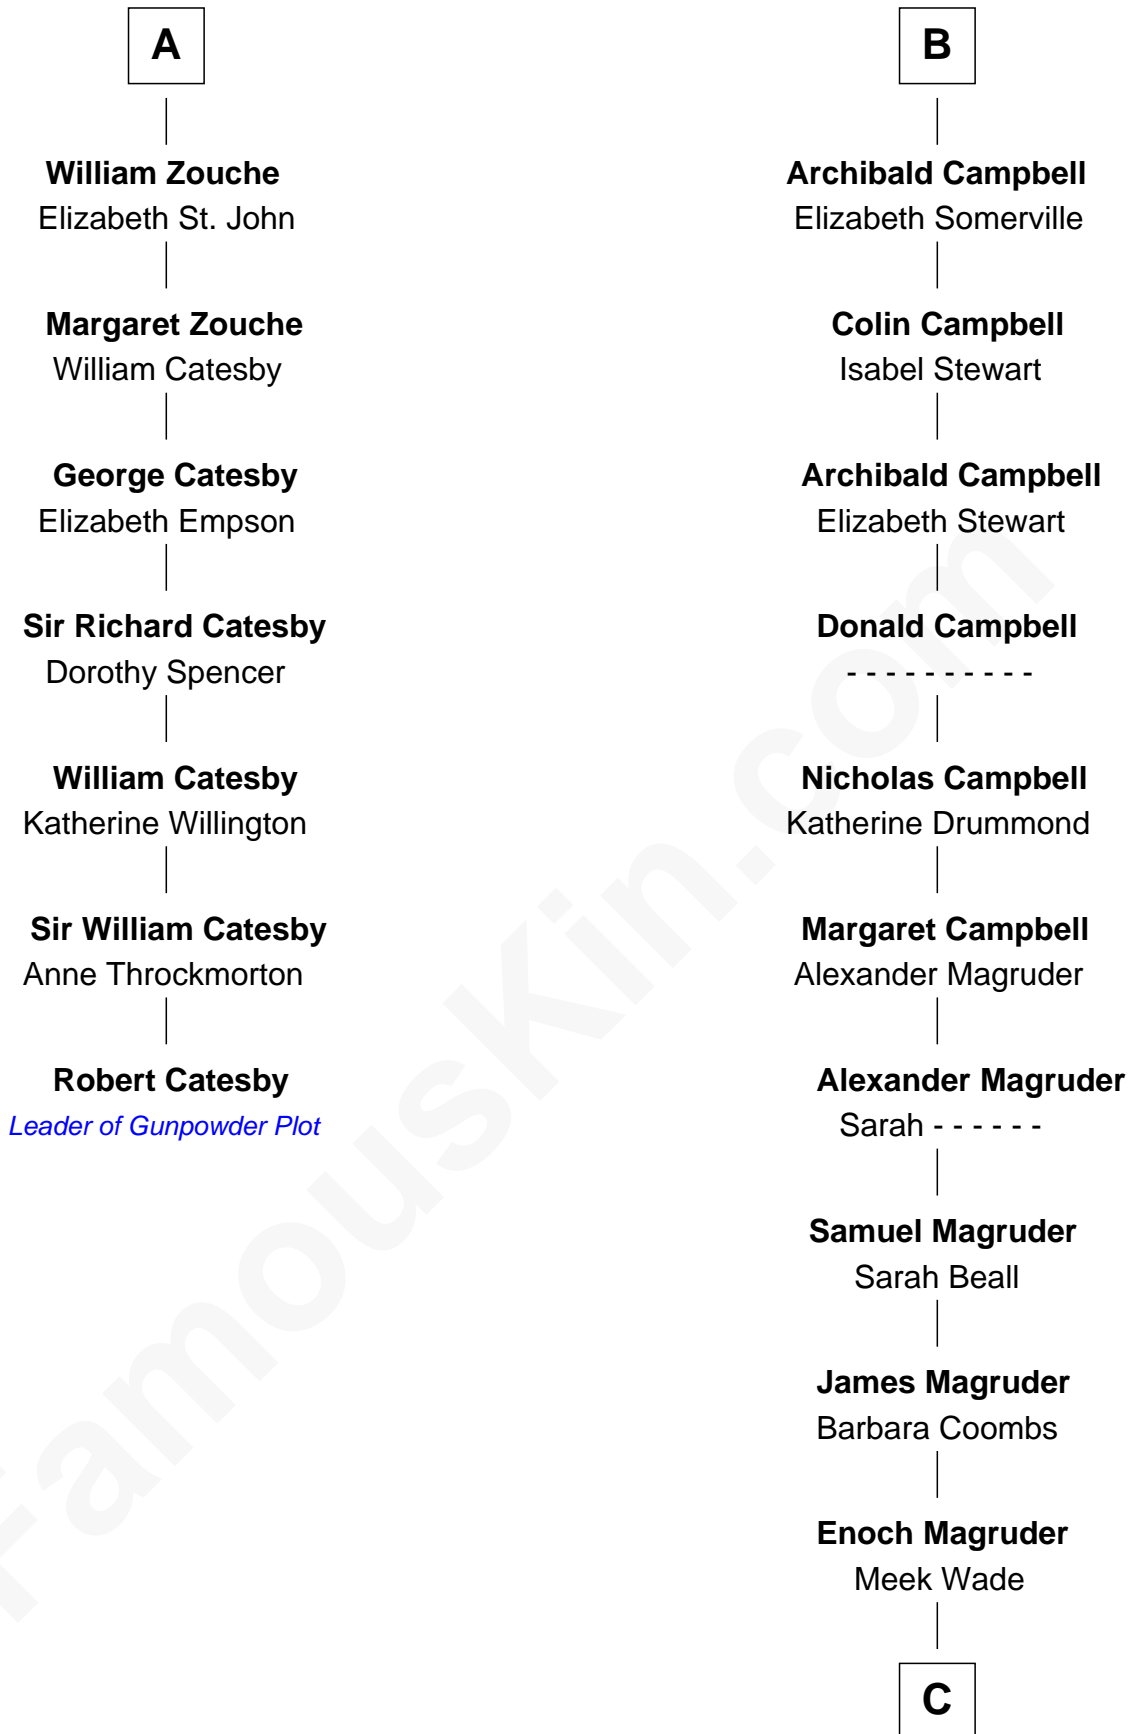 A
William Zouche
Elizabeth St. John
Margaret Zouche
William Catesby
George Catesby
Elizabeth Empson
Sir Richard Catesby
Dorothy Spencer
William Catesby
Katherine Willington
Sir William Catesby
Anne Throckmorton
Robert Catesby
Leader of Gunpowder Plot
B
Archibald Campbell
Elizabeth Somerville
Colin Campbell
Isabel Stewart
Archibald Campbell
Elizabeth Stewart
Donald Campbell
- - - - - - - - - -
Nicholas Campbell
Katherine Drummond
Margaret Campbell
Alexander Magruder
Alexander Magruder
Sarah - - - - - -
Samuel Magruder
Sarah Beall
James Magruder
Barbara Coombs
Enoch Magruder
Meek Wade
C
FamousKin.com